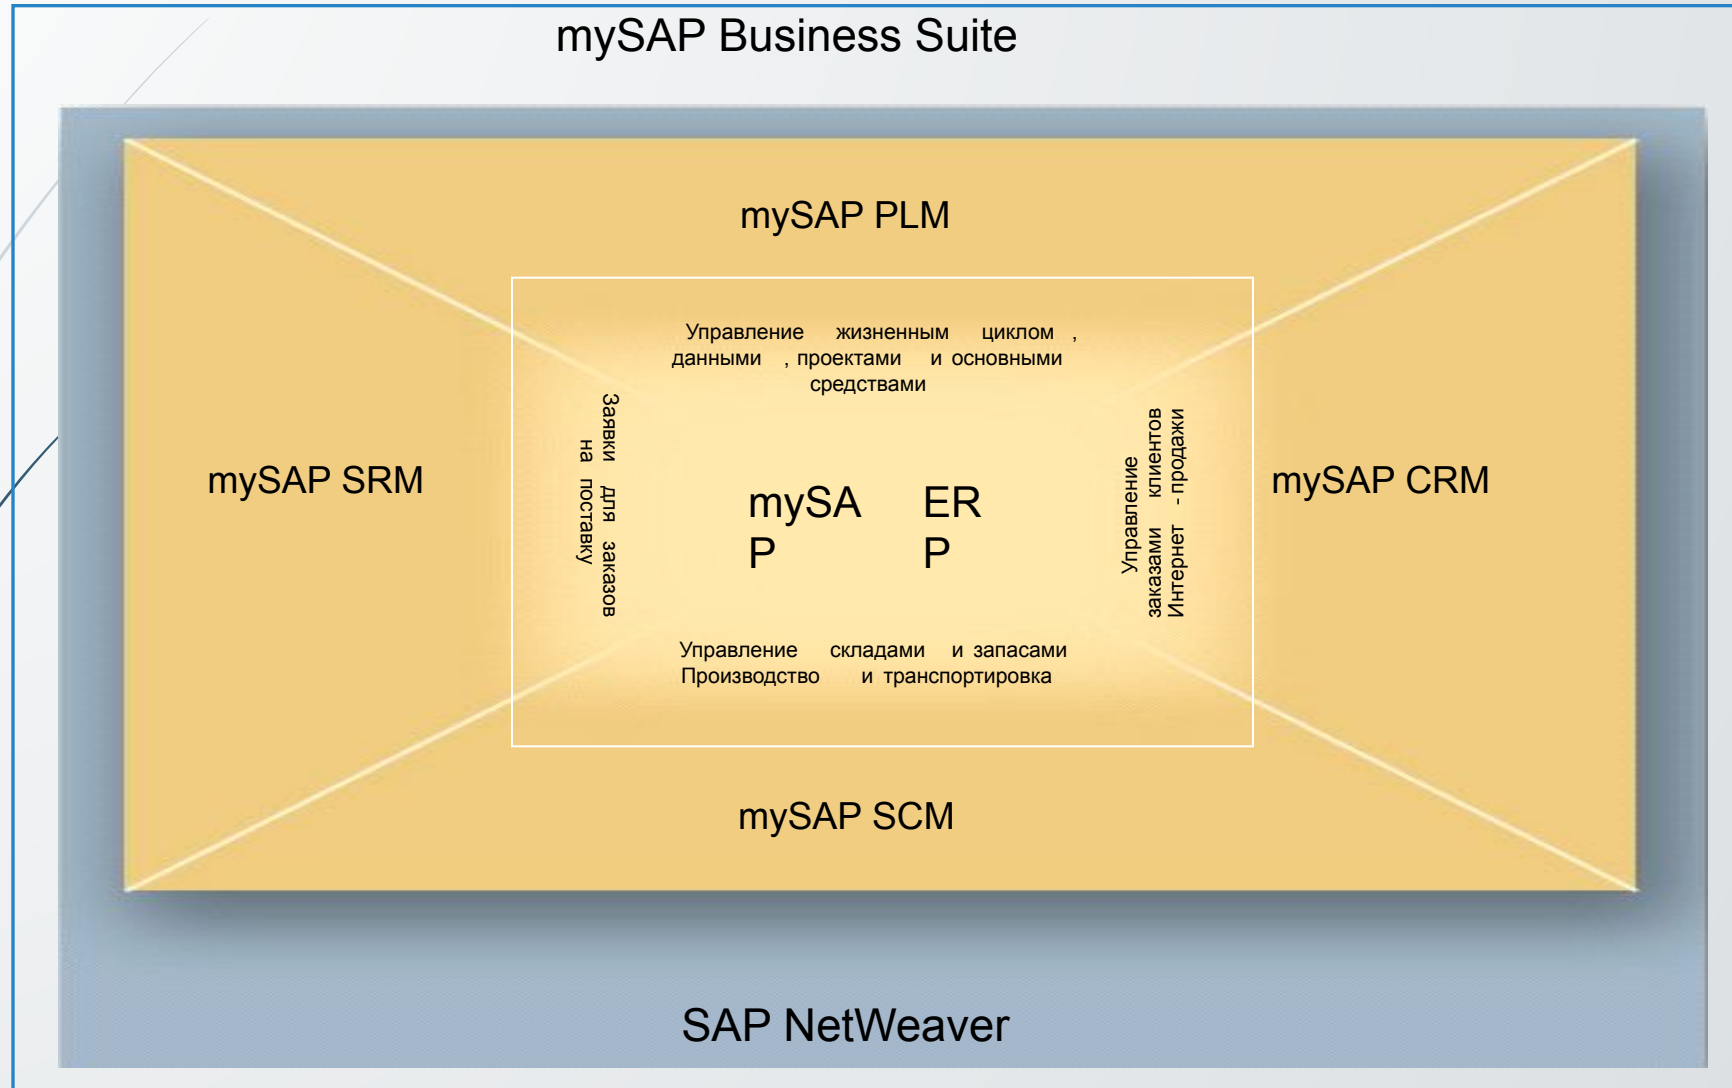 mySAP Business Suite
mySAP PLM
Управление жизненным циклом ,
данными , проектами и основными
средствами
mySAP SRM
Заявки для заказов
на поставку
mySA ER
P P
Управление
заказами клиентов
Интернет - продажи
mySAP CRM
Управление складами и запасами
Производство и транспортировка
mySAP SCM
SAP NetWeaver